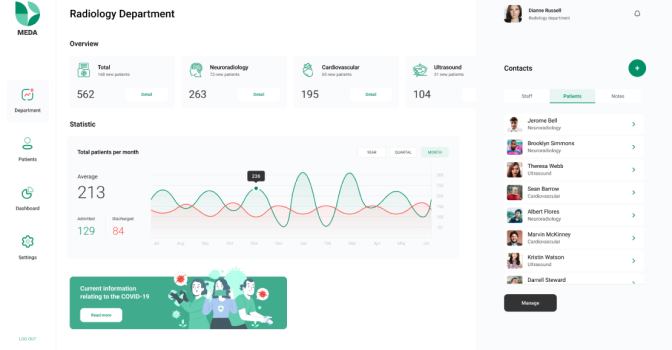 MEDA
Department
Patients
Dashboard
Settings
LOG OUT
Radiology Department
Overview
Total
168 new patients
562
Detail
Neuroradiology
72 new patients
263
Detail
Cardiovascular
65 new patients
195
Detail
Ultrasound
31 new patients
104
Statistic
Total patients per month
YEAR
QUARTAL
MONTH
Average
213
Admitted
129
Discharged
84
226
Jul Aug Sep Oct Nov Dec Jan Feb Mar Apr May Jun
Current information
relating to the COVID-19
Read more
Dianne Russell
Radiology department
Contacts
+
Staff
Patients
Notes
Jerome Bell
Neuroradiology
Brooklyn Simmons
Neuroradiology
Theresa Webb
Ultrasound
Sean Barrow
Cardiovascular
Albert Flores
Neuroradiology
Marvin McKinney
Cardiovascular
Kristin Watson
Ultrasound
Darrell Steward
Manage